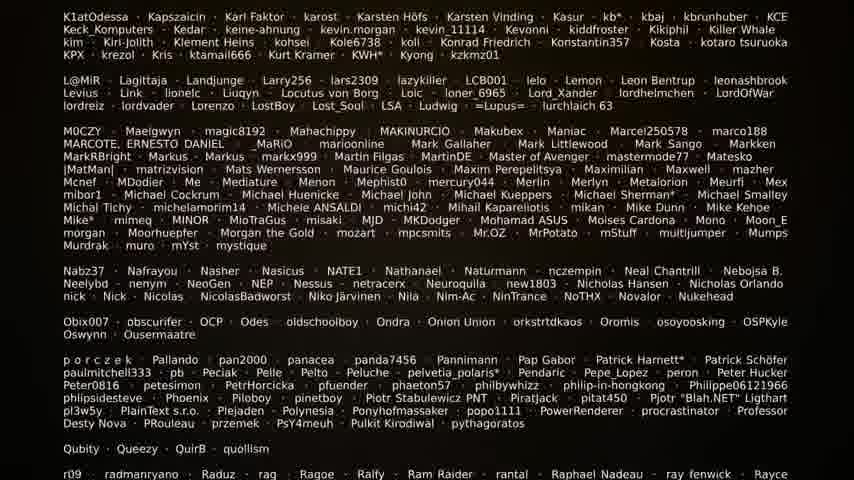 K1atOdessa · Kapszaicin · Karl Faktor · karost · Karsten Höfs · Karsten Vinding · Kasur · kb* · kbaj · kbrunhuber · KCE
Keck_Komputers · Kedar · keine-ahnung · kevin.morgan · kevin_11114 · Kevonni · kiddfroster · Kikiphil · Killer Whale
kim · Kiri-Jolith · Klement Heins · kohsei · Kole6738 · koll · Konrad Friedrich · Konstantin357 · Kosta · kotaro tsuruoka
KPX · krezol · Kris · ktamail666 · Kurt Kramer · KWH* · Kyong · kzkmz01
L@MiR · Lagittaja · Landjunge · Larry256 · lars2309 · lazykiller · LCB001 · lelo · Lemon · Leon Bentrup · leonashbrook
Levius · Link · lionelc · Liuqyn · Locutus von Borg · Loic · loner_6965 · Lord_Xander · lordhelmchen · LordOfWar
lordreiz · lordvader · Lorenzo · LostBoy · Lost_Soul · LSA · Ludwig · =Lupus= · lurchlaich 63
M0CZY · Maeigwyn · magic8192 · Mahachippy · MAKINURCIO · Makubex · Maniac · Marcel250578 · marco188
MARCOTE, ERNESTO DANIEL · _MaRiO · marioonline · Mark Gallaher · Mark Littlewood · Mark Sango · Markken
MarkRBright · Markus · Markus · markx999 · Martin Filgas · MartinDE · Master of Avenger · mastermode77 · Matesko
|MatMan| · matrizvision · Mats Wernersson · Maurice Goulois · Maxim Perepelitsya · Maximilian · Maxwell · mazher
Mcnef · MDodier · Me · Mediature · Menon · Mephist0 · mercury044 · Merlin · Merlyn · Metalorion · Meurfi · Mex
mibor1 · Michael Cockrum · Michael Huenicke · Michael John · Michael Kueppers · Michael Sherman* · Michael Smalley
Michal Tichy · michelamorim14 · Michele ANSALDI · michi42 · Mihail Kapareliotis · mikan · Mike Dunn · Mike Kehoe
Mike* · mimeq · MINOR · MioTraGus · misaki · MJD · MKDodger · Mohamad ASUS · Moises Cardona · Mono · Moon_E
morgan · Moorhuepfer · Morgan the Gold · mozart · mpcsmits · Mr.OZ · MrPotato · mStuff · multijumper · Mumps
Murdrak · muro · mYst · mystique
Nabz37 · Nafrayou · Nasher · Nasicus · NATE1 · Nathanael · Naturmann · nczempin · Neal Chantrill · Nebojsa B.
Neelybd · nenym · NeoGen · NEP · Nessus · netracerx · Neuroquila · new1803 · Nicholas Hansen · Nicholas Orlando
nick · Nick · Nicolas · NicolasBadworst · Niko Järvinen · Nila · Nim-Ac · NinTrance · NoTHX · Novalor · Nukehead
Obix007 · obscurifer · OCP · Odes · oldschoolboy · Ondra · Onion Union · orkstrtdkaos · Oromis · osoyoosking · OSPKyle
Oswynn · Ousermaatre
p o r c z e k · Pallando · pan2000 · panacea · panda7456 · Pannimann · Pap Gabor · Patrick Harnett* · Patrick Schöfer
paulmitchell333 · pb · Peciak · Pelle · Pelto · Peluche · pelvetia_polaris* · Pendaric · Pepe_Lopez · peron · Peter Hucker
Peter0816 · petesimon · PetrHorcicka · pfuender · phaeton57 · philbywhizz · philip-in-hongkong · Philippe06121966
phlipsidesteve · Phoenix · Piloboy · pinetboy · Piotr Stabulewicz PNT · PiratJack · pitat450 · Pjotr "Blah.NET" Ligthart
pl3w5y · PlainText s.r.o. · Plejaden · Polynesia · Ponyhofmassaker · popo1111 · PowerRenderer · procrastinator · Professor
Desty Nova · PRouleau · przemek · PsY4meuh · Pulkit Kirodiwal · pythagoratos
Qubity · Queezy · QuirB · quollism
r09 · radmanryano · Raduz · rag · Ragoe · Ralfy · Ram Raider · rantal · Raphael Nadeau · ray fenwick · Rayce